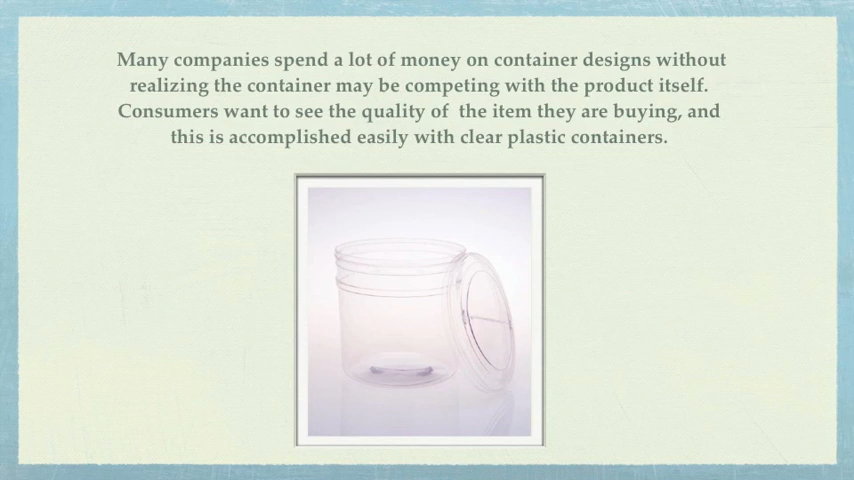 Many companies spend a lot of money on container designs without
realizing the container may be competing with the product itself.
Consumers want to see the quality of  the item they are buying, and
this is accomplished easily with clear plastic containers.